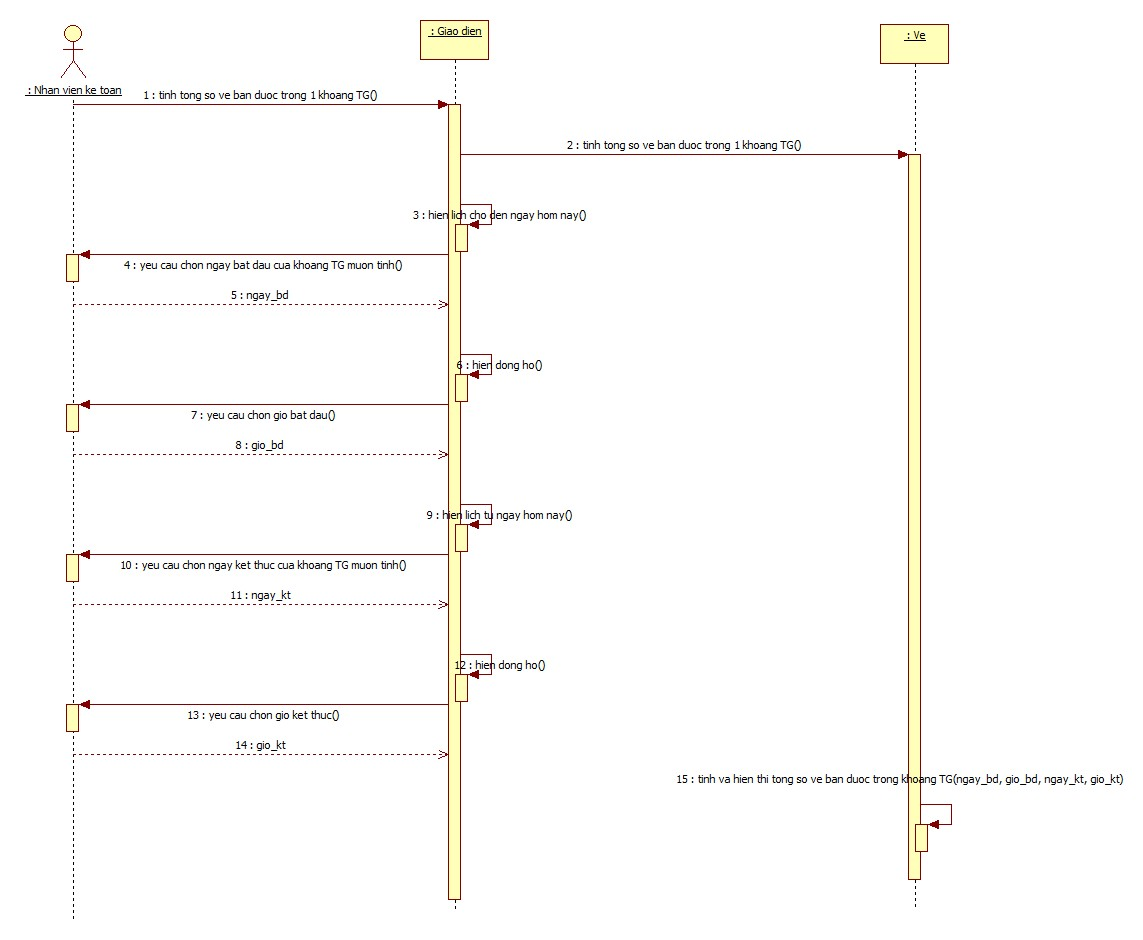 : Giao dien
: Ve
: Nhan vien ke toan
1 : tinh tong so ve ban duoc trong 1 khoang TG()
2 : tinh tong so ve ban duoc trong 1 khoang TG()
3 : hien lich cho den ngay hom nay()
4 : yeu cau chon ngay bat dau cua khoang TG muon tinh()
5 : ngay_bd
6 : hien dong ho()
7 : yeu cau chon gio bat dau()
8 : gio_bd
9 : hien lich tu ngay hom nay()
10 : yeu cau chon ngay ket thuc cua khoang TG muon tinh()
11 : ngay_kt
12 : hien dong ho()
13 : yeu cau chon gio ket thuc()
14 : gio_kt
15 : tinh va hien thi tong so ve ban duoc trong khoang TG(ngay_bd, gio_bd, ngay_kt, gio_kt)